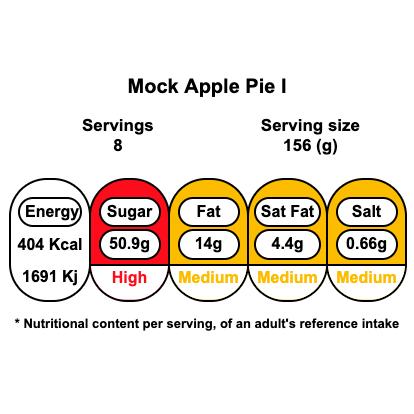 Mock Apple Pie I
Servings Serving size
8 156 (g)
Energy Sugar Fat Sat Fat Salt
404 Kcal 50.9g 14g 4.4g 0.66g
1691 Kj High Medium Medium Medium
* Nutritional content per serving, of an adult's reference intake